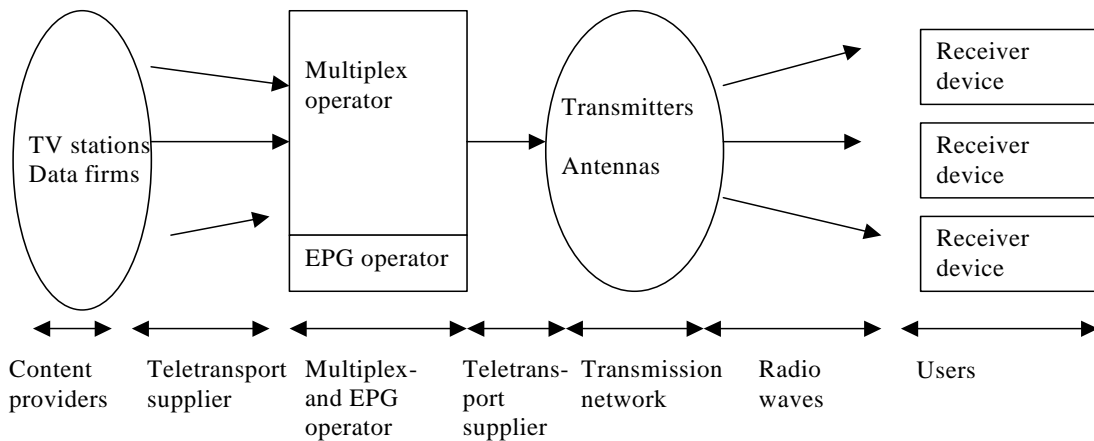 TV stations
Data firms
Multiplex
operator
EPG operator
Transmitters
Antennas
Receiver
device
Receiver
device
Receiver
device
Content
providers
Teletransport
supplier
Multiplex-
and EPG
operator
Teletrans-
port
supplier
Transmission
network
Radio
waves
Users